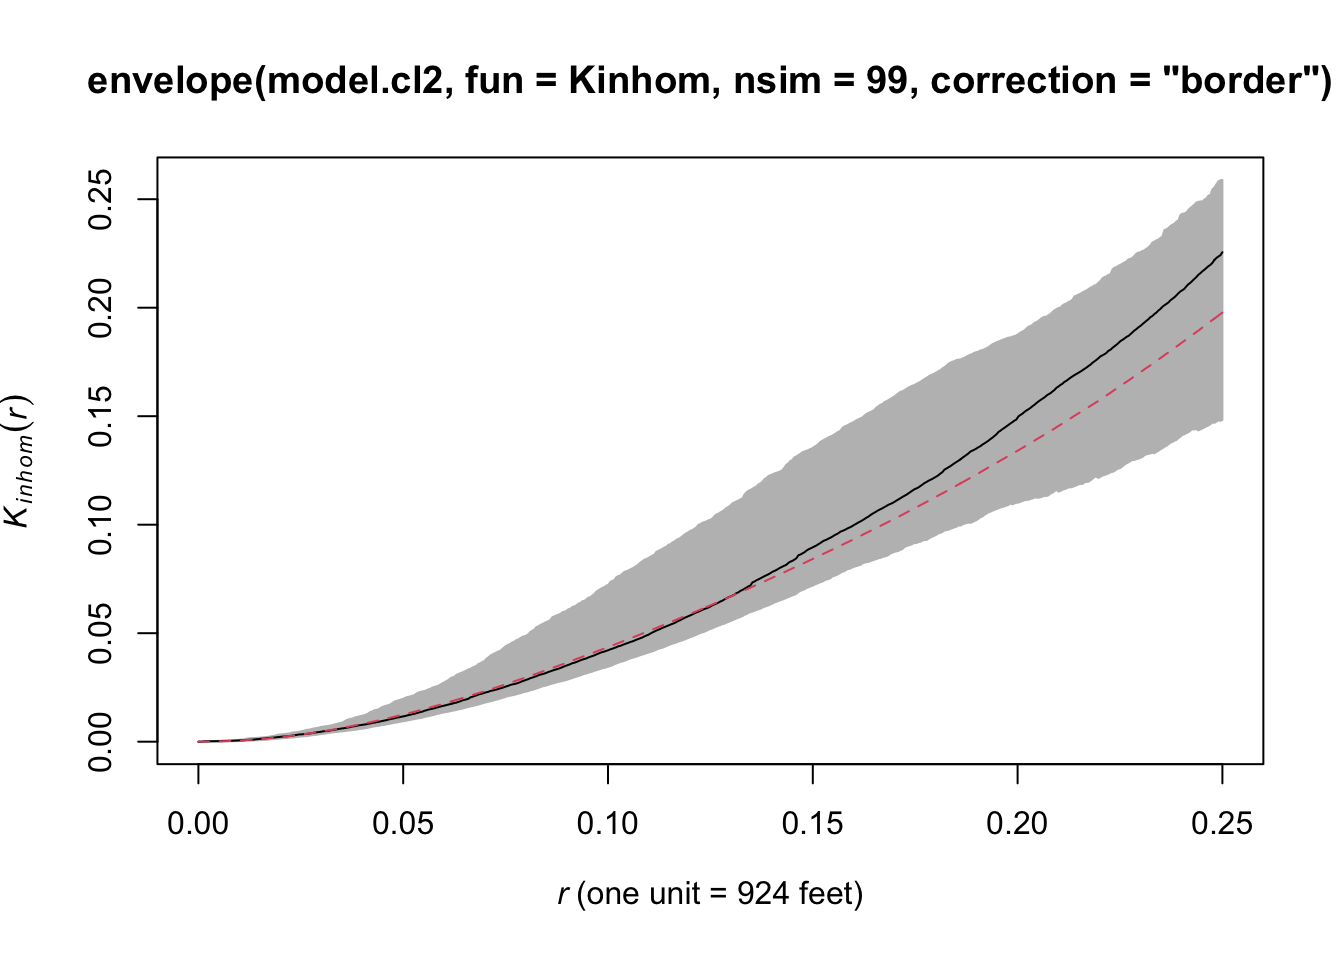 envelope(model.cl2, fun = Kinhom, nsim = 99, correction = "border")
K_inhom(r)
0.25
0.20
0.15
0.10
0.05
0.00
0.00 0.05 0.10 0.15 0.20 0.25
r (one unit = 924 feet)